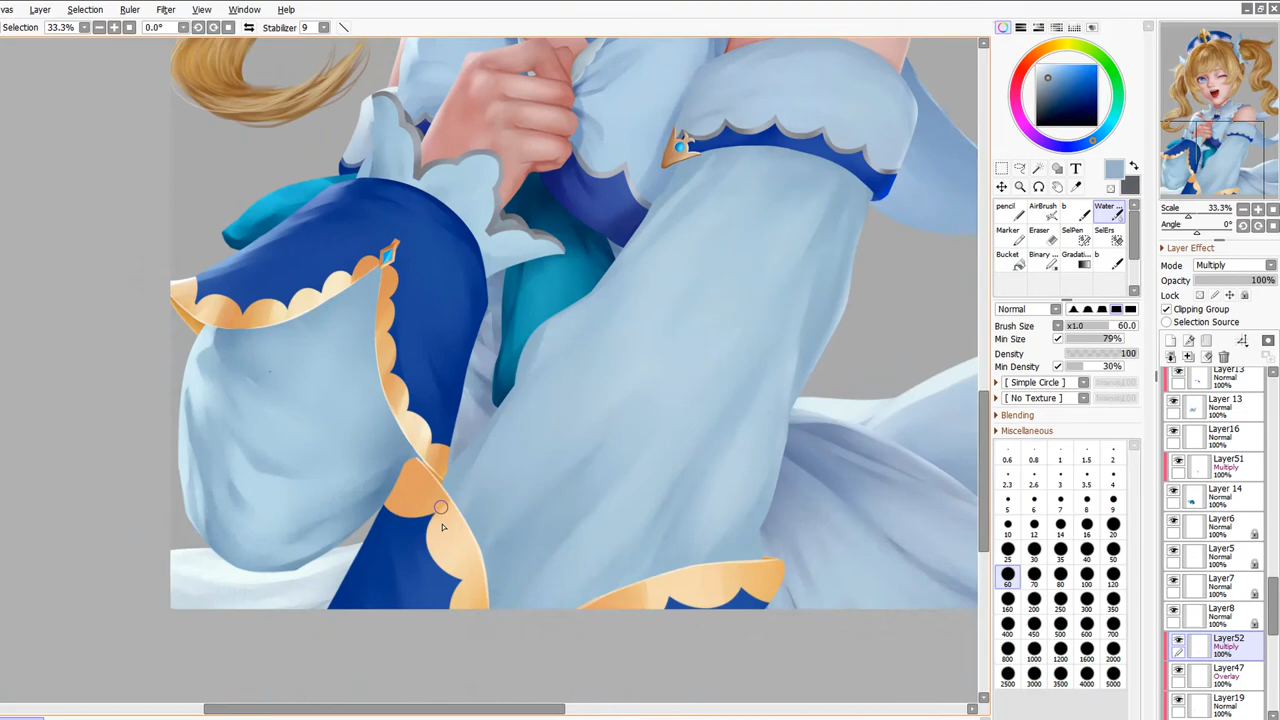 vas Layer Selection Ruler Filter Edit View Window Help
Selection 33.3% 0.0° Stabilizer 9
T
pencil AirBrush b Water ...
Marker Eraser SelPen SelErs
Bucket Binary ... Gradati... b
Normal
Brush Size x1.0 60.0
Min Size 79%
Density 100
Min Density 30%
[ Simple Circle ]
[ No Texture ]
Blending
Miscellaneous
0.6 0.8 1 1.5 2
2.3 2.6 3 3.5 4
5 6 7 8 9
10 12 14 16 20
25 30 35 40 50
60 70 80 100 120
160 200 250 300 350
400 450 500 600 700
800 1000 1200 1600 2000
2500 3000 3500 4000 5000
Scale 33.3%
Angle 0°
Layer Effect
Mode Multiply
Opacity 100%
Lock
Clipping Group
Selection Source
Layer13
Normal
100%
Layer 13
Normal
100%
Layer16
Normal
100%
Layer51
Multiply
100%
Layer 14
Normal
100%
Layer6
Normal
100%
Layer5
Normal
100%
Layer7
Normal
100%
Layer8
Normal
100%
Layer52
Multiply
100%
Layer47
Overlay
100%
Layer19
Normal
100%